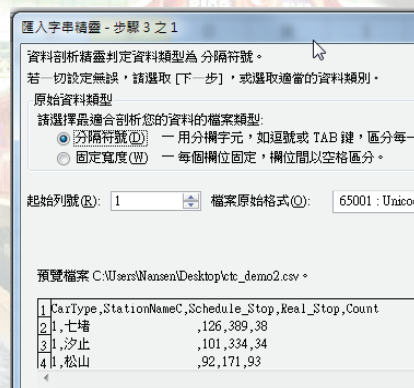 匯入字串精靈 - 步驟 3 之 1
資料剖析精靈判定資料類型為 分隔符號。
若一切設定無誤，請選取 [下一步]，或選取適當的資料類別。
原始資料類型
請選擇最適合剖析您的資料的檔案類型:
分隔符號(D) — 用分欄字元，如逗號或 TAB 鍵，區分每一
固定寬度(W) — 每個欄位固定，欄位間以空格區分。
起始列號(R): 1 檔案原始格式(O): 65001 : Unico
預覽檔案 C:\Users\Nansen\Desktop\ctc_demo2.csv。
1 CarType,StationNameC,Schedule_Stop,Real_Stop,Count
2 1,七堵 ,126,389,38
3 1,汐止 ,101,334,34
4 1,松山 ,92,171,93